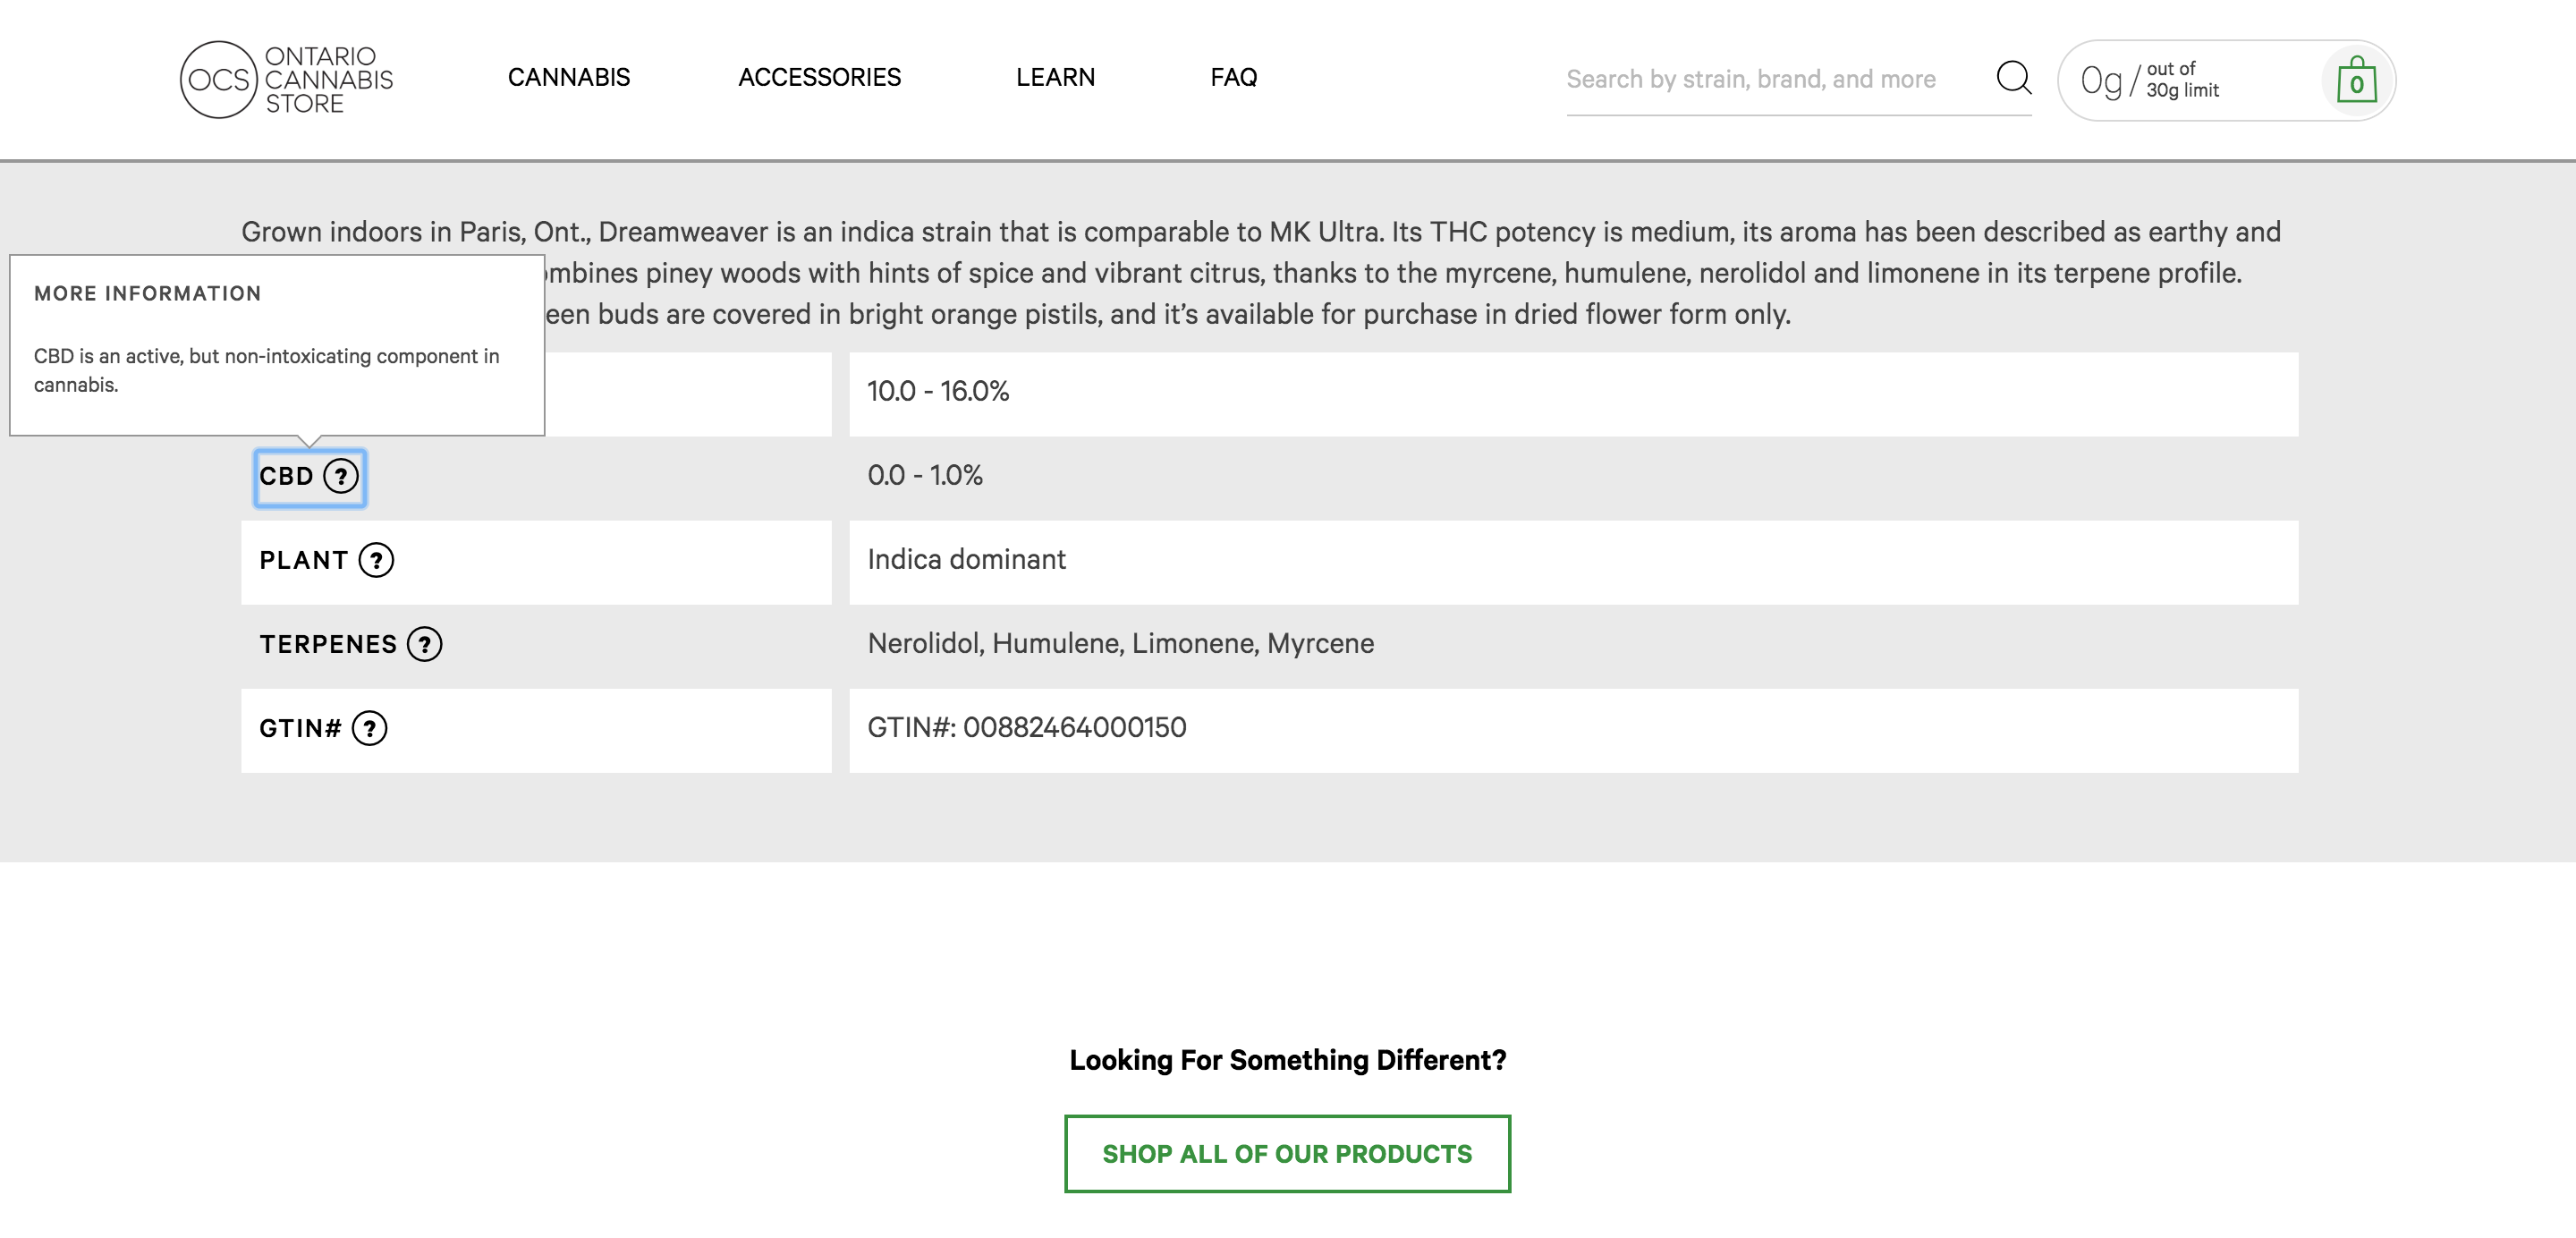 OCS ONTARIO
CANNABIS
STORE
CANNABIS
ACCESSORIES
LEARN
FAQ
Search by strain, brand, and more
0g / out of
30g limit
0
Grown indoors in Paris, Ont., Dreamweaver is an indica strain that is comparable to MK Ultra. Its THC potency is medium, its aroma has been described as earthy and
piney woods with hints of spice and vibrant citrus, thanks to the myrcene, humulene, nerolidol and limonene in its terpene profile.
buds are covered in bright orange pistils, and it’s available for purchase in dried flower form only.
MORE INFORMATION
CBD is an active, but non-intoxicating component in
cannabis.
10.0 - 16.0%
CBD ?
0.0 - 1.0%
PLANT ?
Indica dominant
TERPENES ?
Nerolidol, Humulene, Limonene, Myrcene
GTIN# ?
GTIN#: 00882464000150
Looking For Something Different?
SHOP ALL OF OUR PRODUCTS